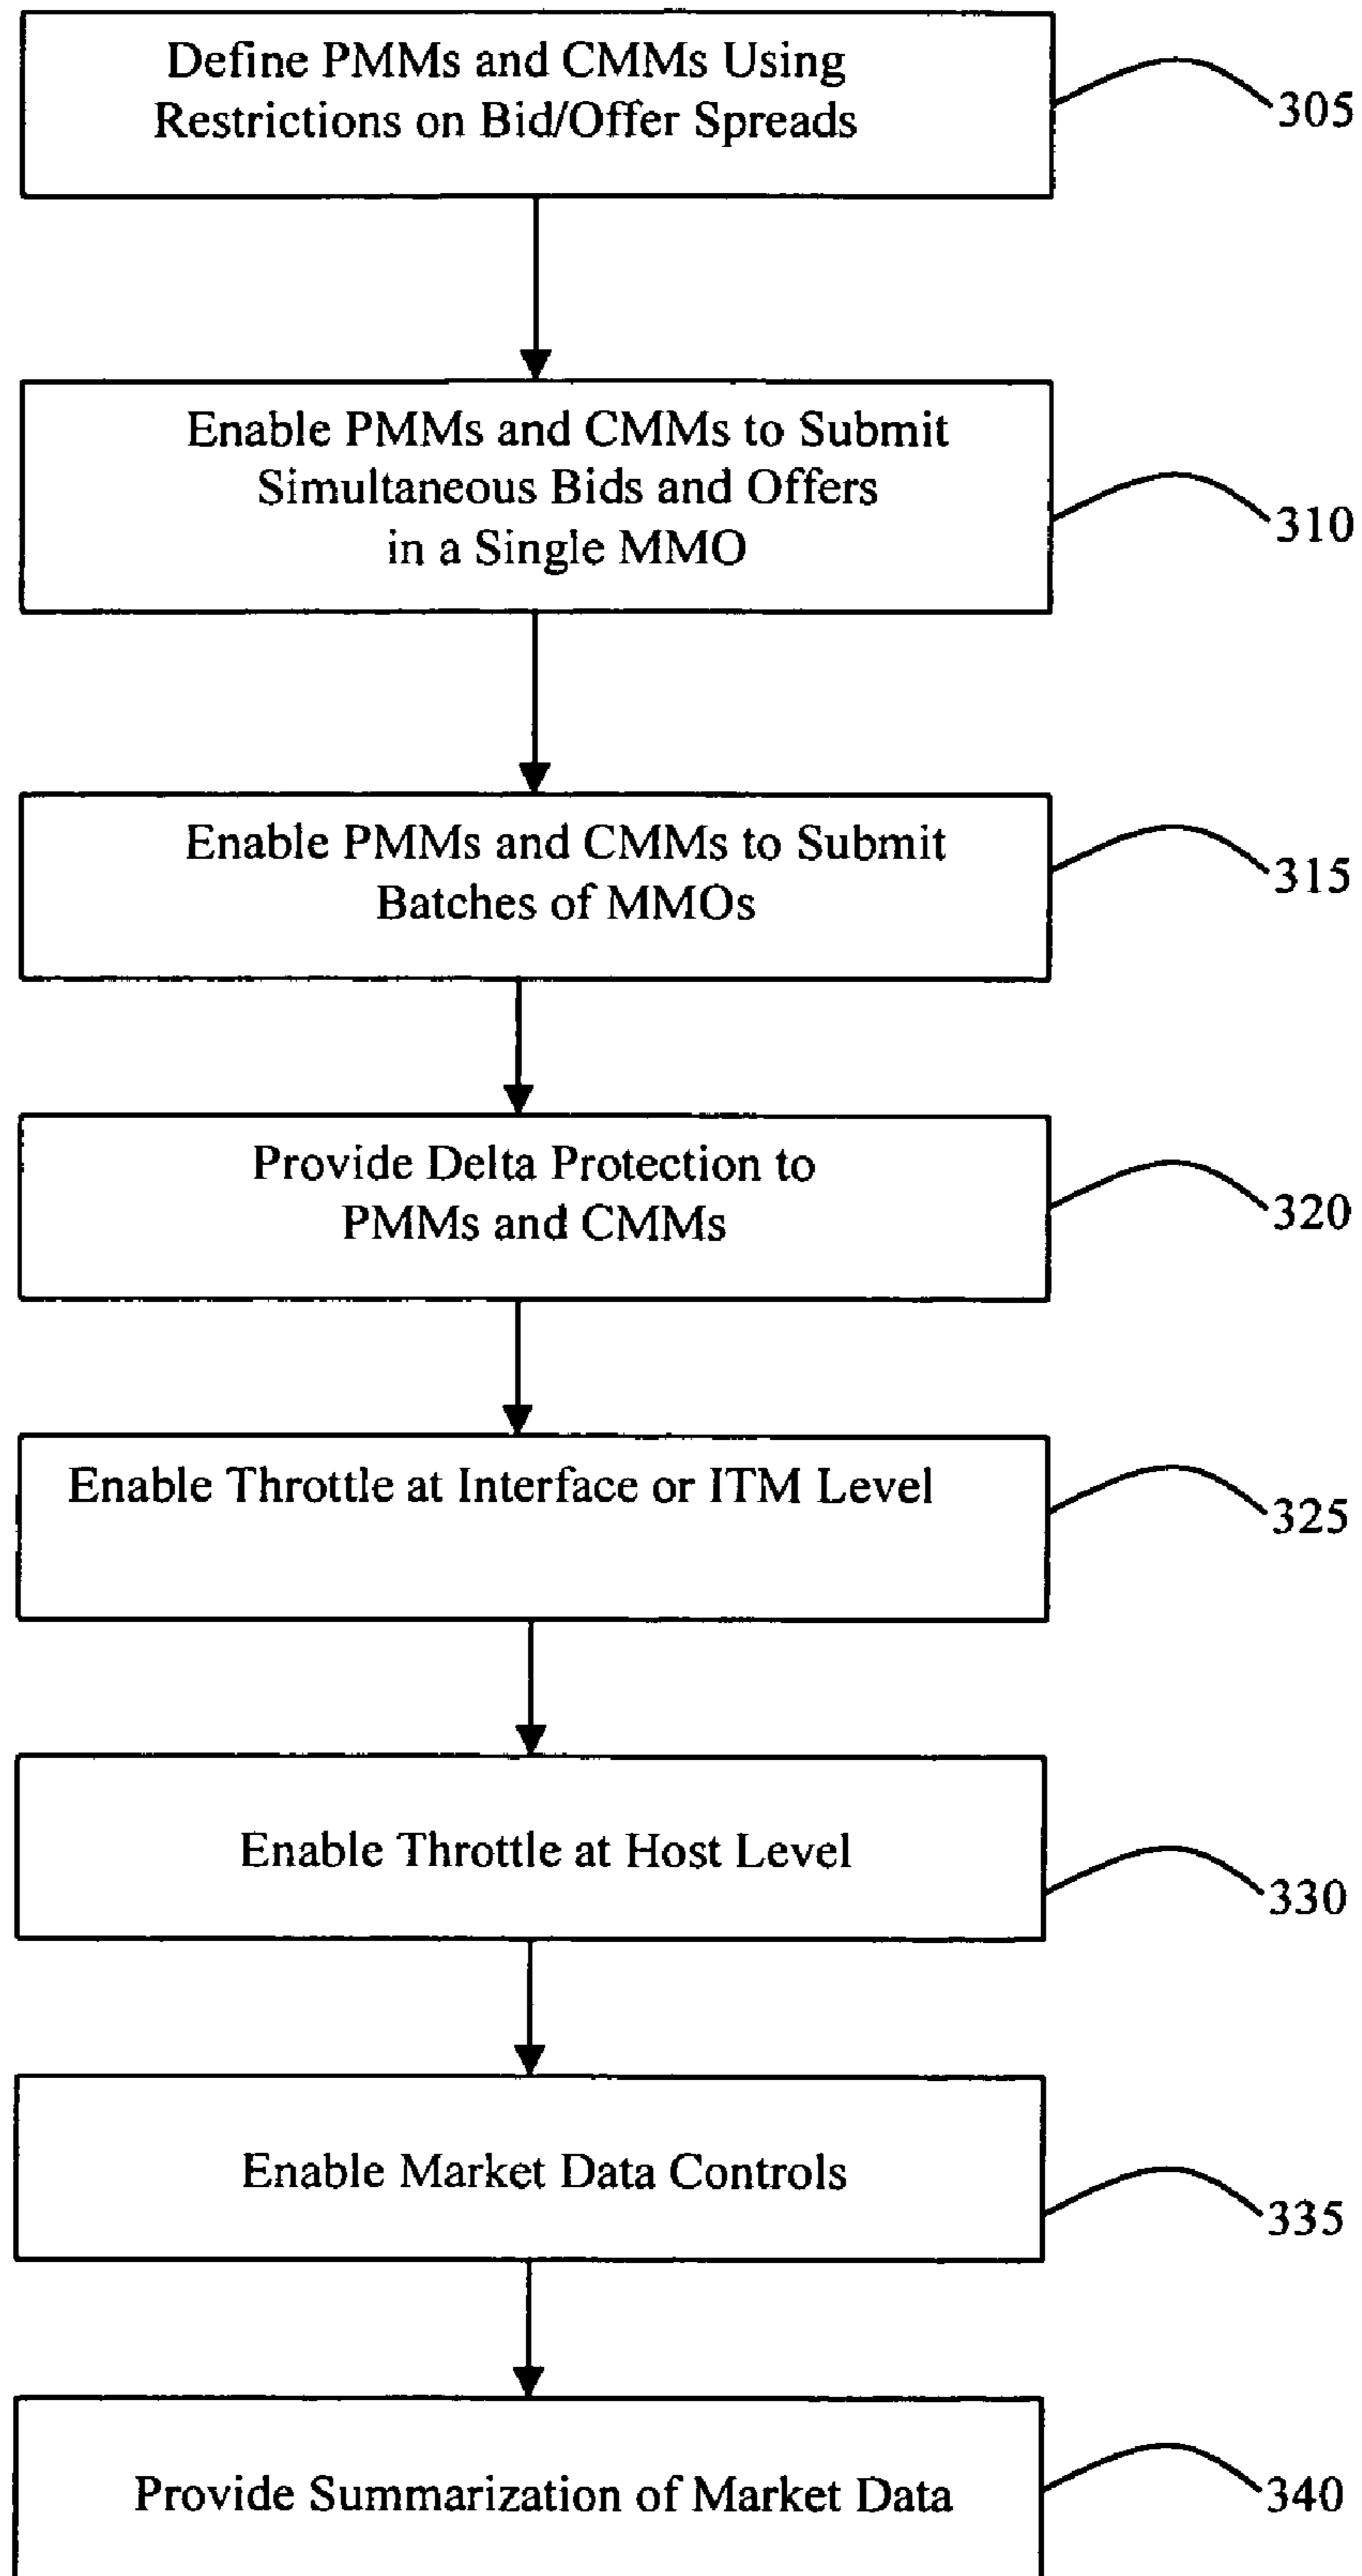 Define PMMs and CMMs Using
Restrictions on Bid/Offer Spreads
305
Enable PMMs and CMMs to Submit
Simultaneous Bids and Offers
in a Single MMO
310
Enable PMMs and CMMs to Submit
Batches of MMOs
315
Provide Delta Protection to
PMMs and CMMs
320
Enable Throttle at Interface or ITM Level
325
Enable Throttle at Host Level
330
Enable Market Data Controls
335
Provide Summarization of Market Data
340